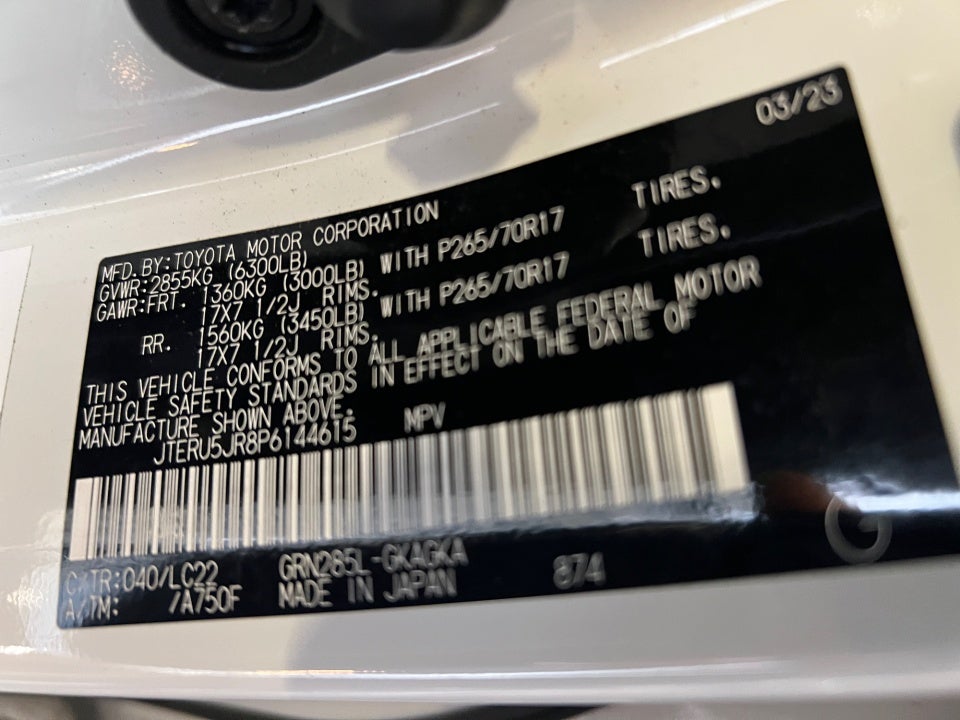 03/23
MFD.BY:TOYOTA MOTOR CORPORATION
GVWR:2855KG (6300LB)
GAWR:FRT. 1360KG (3000LB) WITH P265/70R17 TIRES.
17X7 1/2J RIMS.
RR. 1560KG (3450LB) WITH P265/70R17 TIRES.
17X7 1/2J RIMS.
THIS VEHICLE CONFORMS TO ALL APPLICABLE FEDERAL MOTOR
VEHICLE SAFETY STANDARDS IN EFFECT ON THE DATE OF
MANUFACTURE SHOWN ABOVE.
JTERU5JR8P6144615 MPV
C/TR:040/LC22 GRN285L-GKAGKA 874
A/TM: /A750F MADE IN JAPAN
G